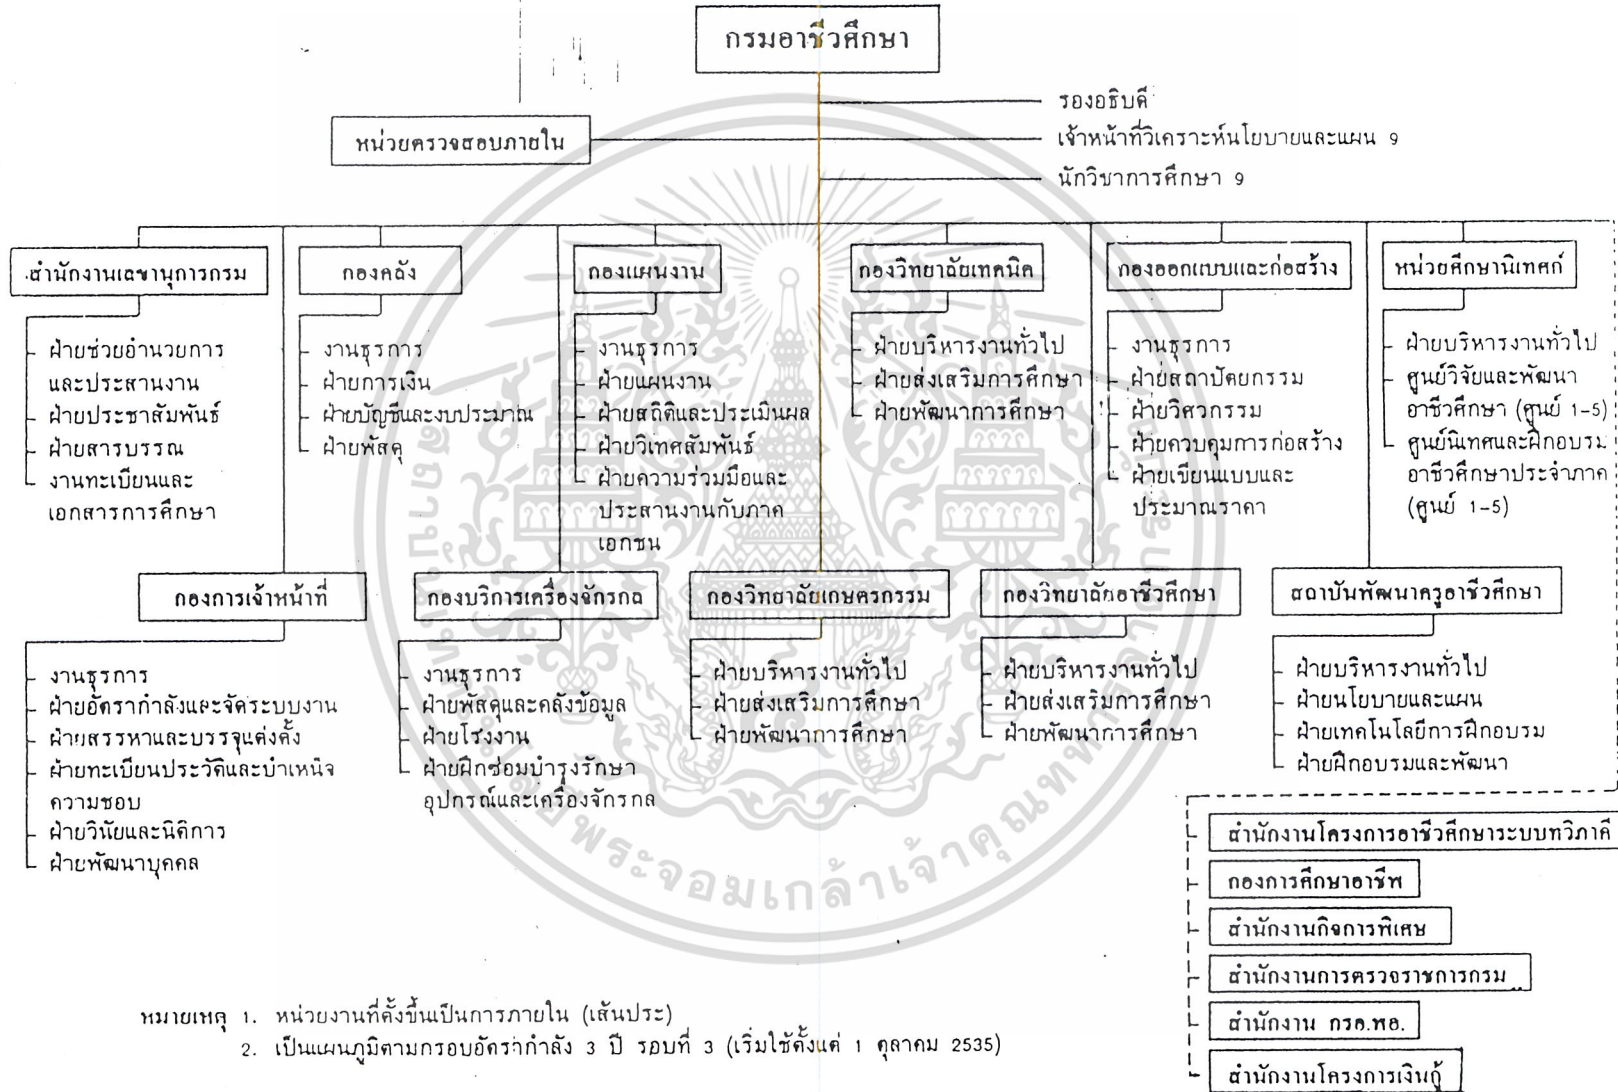 กรมอาชีวศึกษา
รองอธิบดี
หน่วยตรวจสอบภายใน
เจ้าหน้าที่วิเคราะห์นโยบายและแผน 9
นักวิชาการศึกษา 9
สำนักงานเลขานุการกรม
ฝ่ายช่วยอำนวยการ
และประสานงาน
ฝ่ายประชาสัมพันธ์
ฝ่ายสารบรรณ
งานทะเบียนและ
เอกสารการศึกษา
กองคลัง
งานธุรการ
ฝ่ายการเงิน
ฝ่ายบัญชีและงบประมาณ
ฝ่ายพัสดุ
กองแผนงาน
งานธุรการ
ฝ่ายแผนงาน
ฝ่ายสถิติและประเมินผล
ฝ่ายวิเทศสัมพันธ์
ฝ่ายความร่วมมือและ
ประสานงานกับภาค
เอกชน
กองวิทยาลัยเทคนิค
ฝ่ายบริหารงานทั่วไป
ฝ่ายส่งเสริมการศึกษา
ฝ่ายพัฒนาการศึกษา
กองออกแบบและก่อสร้าง
งานธุรการ
ฝ่ายสถาปัตยกรรม
ฝ่ายวิศวกรรม
ฝ่ายควบคุมการก่อสร้าง
ฝ่ายเขียนแบบและ
ประมาณราคา
หน่วยศึกษานิเทศก์
ฝ่ายบริหารงานทั่วไป
ศูนย์วิจัยและพัฒนา
อาชีวศึกษา (ศูนย์ 1-5)
ศูนย์นิเทศและฝึกอบรม
อาชีวศึกษาประจำภาค
(ศูนย์ 1-5)
กองการเจ้าหน้าที่
งานธุรการ
ฝ่ายอัตรากำลังและจัดระบบงาน
ฝ่ายสรรหาและบรรจุแต่งตั้ง
ฝ่ายทะเบียนประวัติและบำเหน็จ
ความชอบ
ฝ่ายวินัยและนิติการ
ฝ่ายพัฒนาบุคคล
กองบริการเครื่องจักรกล
งานธุรการ
ฝ่ายพัสดุและคลังข้อมูล
ฝ่ายโรงงาน
ฝ่ายฝึกซ่อมบำรุงรักษา
อุปกรณ์และเครื่องจักรกล
กองวิทยาลัยเกษตรกรรม
ฝ่ายบริหารงานทั่วไป
ฝ่ายส่งเสริมการศึกษา
ฝ่ายพัฒนาการศึกษา
กองวิทยาลัยอาชีวศึกษา
ฝ่ายบริหารงานทั่วไป
ฝ่ายส่งเสริมการศึกษา
ฝ่ายพัฒนาการศึกษา
สถาบันพัฒนาครูอาชีวศึกษา
ฝ่ายบริหารงานทั่วไป
ฝ่ายนโยบายและแผน
ฝ่ายเทคโนโลยีการฝึกอบรม
ฝ่ายฝึกอบรมและพัฒนา
สำนักงานโครงการอาชีวศึกษาระบบทวิภาคี
กองการศึกษาอาชีพ
สำนักงานกิจการพิเศษ
สำนักงานการตรวจราชการกรม
สำนักงาน กรอ.พอ.
สำนักงานโครงการเงินกู้
หมายเหตุ 1. หน่วยงานที่ตั้งขึ้นเป็นการภายใน (เส้นประ)
2. เป็นแผนภูมิตามกรอบอัตรากำลัง 3 ปี รอบที่ 3 (เริ่มใช้ตั้งแต่ 1 ตุลาคม 2535)